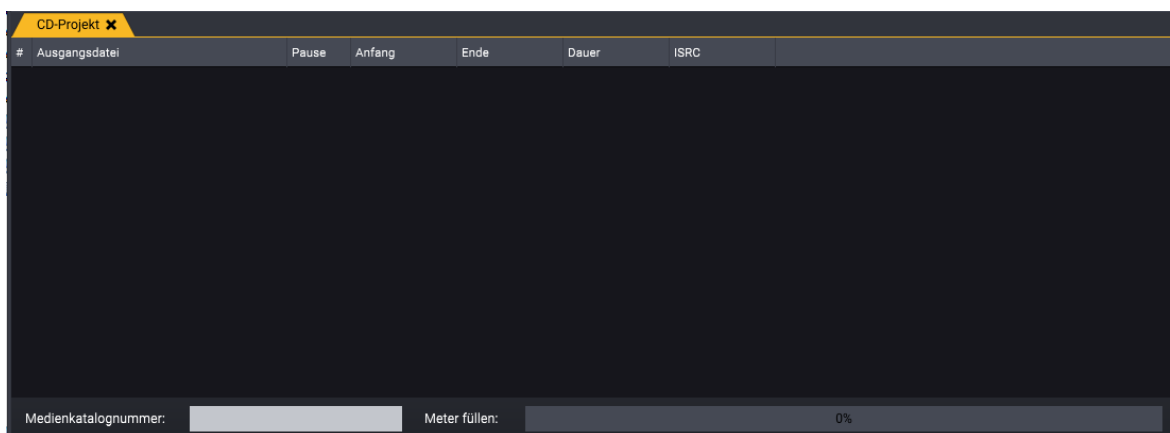 CD-Projekt
# Ausgangsdatei Pause Anfang Ende Dauer ISRC
Medienkatalognummer: Meter füllen: 0%